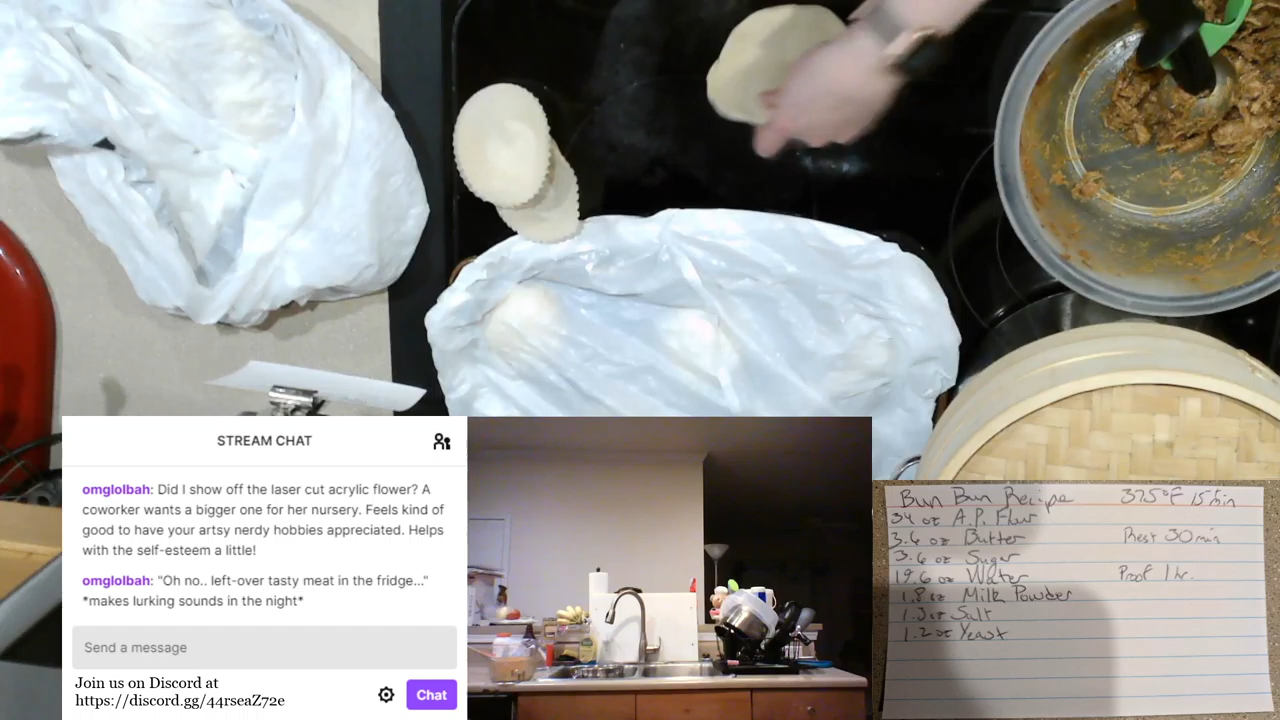 STREAM CHAT
omglolbah: Did I show off the laser cut acrylic flower? A
coworker wants a bigger one for her nursery. Feels kind of
good to have your artsy nerdy hobbies appreciated. Helps
with the self-esteem a little!
omglolbah: "Oh no.. left-over tasty meat in the fridge..."
*makes lurking sounds in the night*
Send a message
Join us on Discord at
https://discord.gg/44rseaZ72e
Chat
Bun Bun Recipe 375°F 15 min
34 oz A.P. Flour
3.6 oz Butter Rest 30 min
3.6 oz Sugar
19.6 oz Water Proof 1 hr.
1.8 oz Milk Powder
oz Salt
1.2 oz Yeast